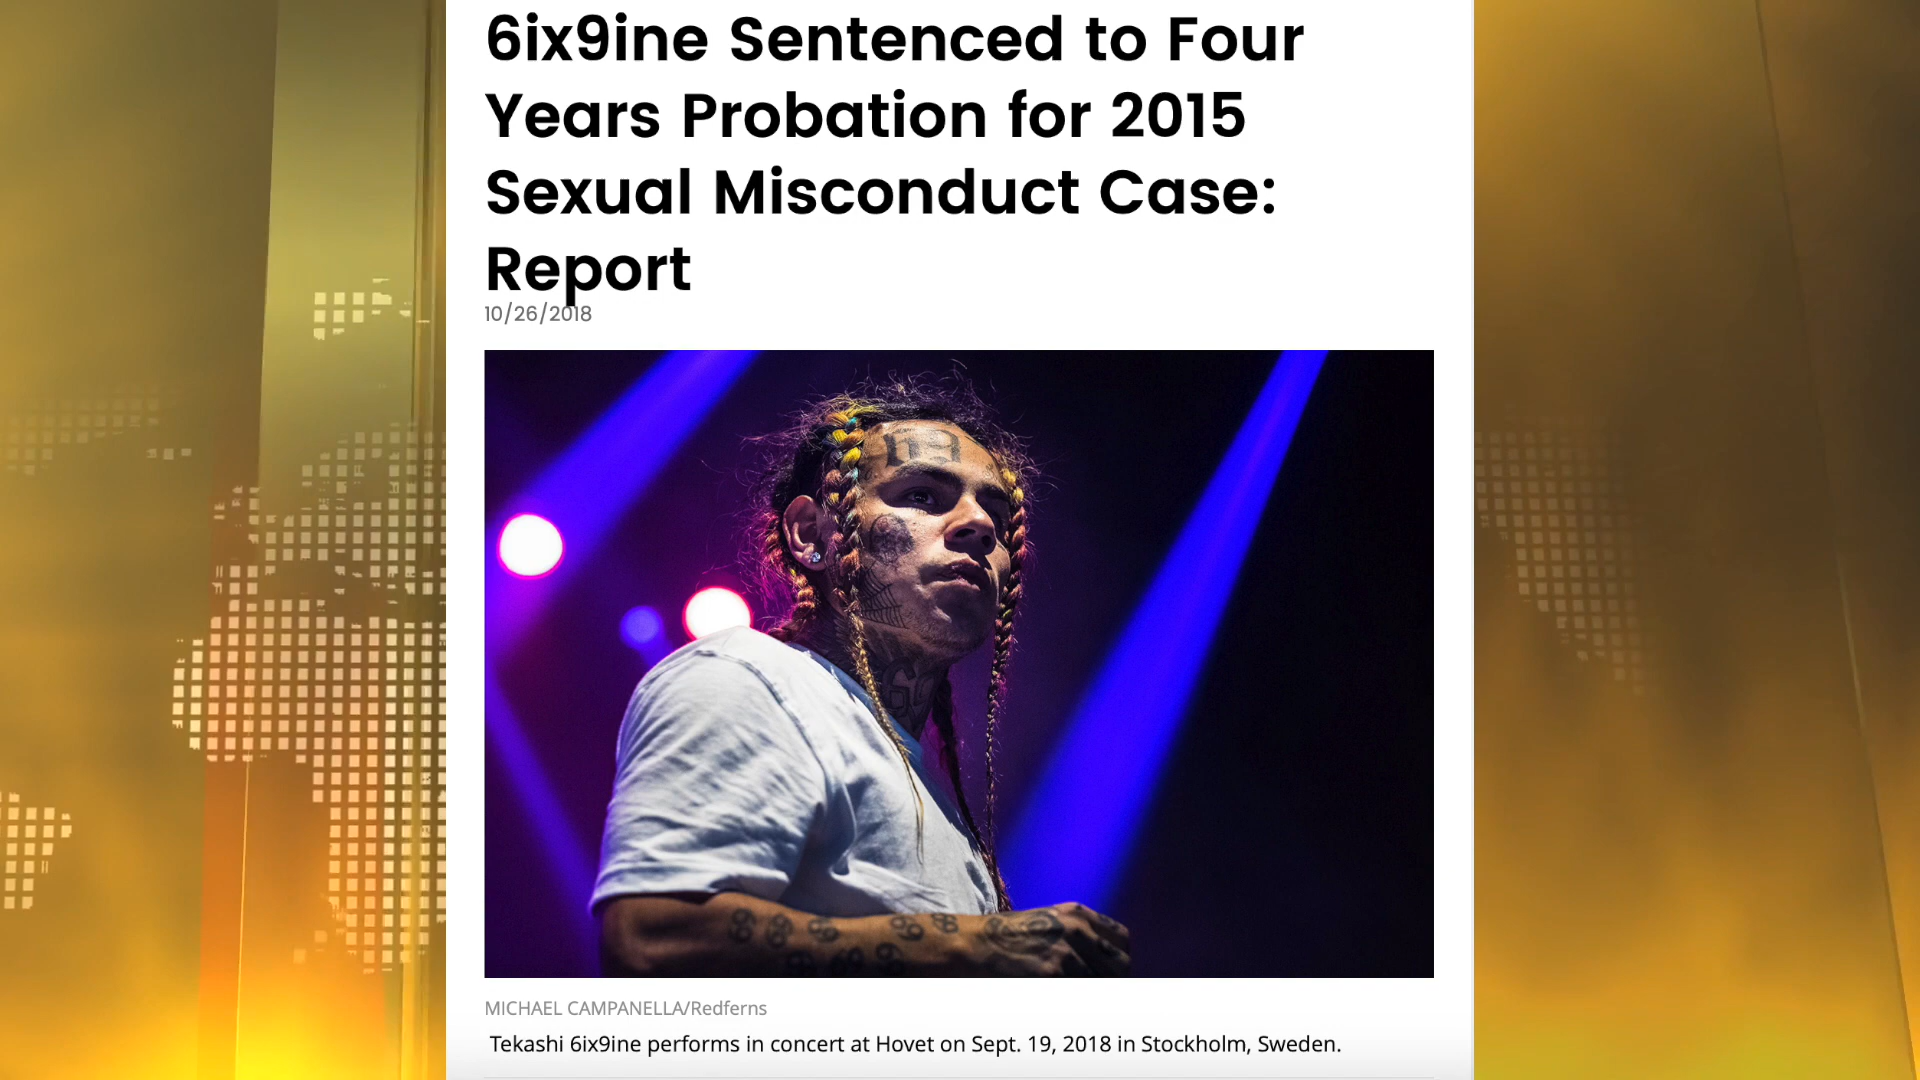 6ix9ine Sentenced to Four
Years Probation for 2015
Sexual Misconduct Case:
Report
10/26/2018
MICHAEL CAMPANELLA/Redferns
Tekashi 6ix9ine performs in concert at Hovet on Sept. 19, 2018 in Stockholm, Sweden.